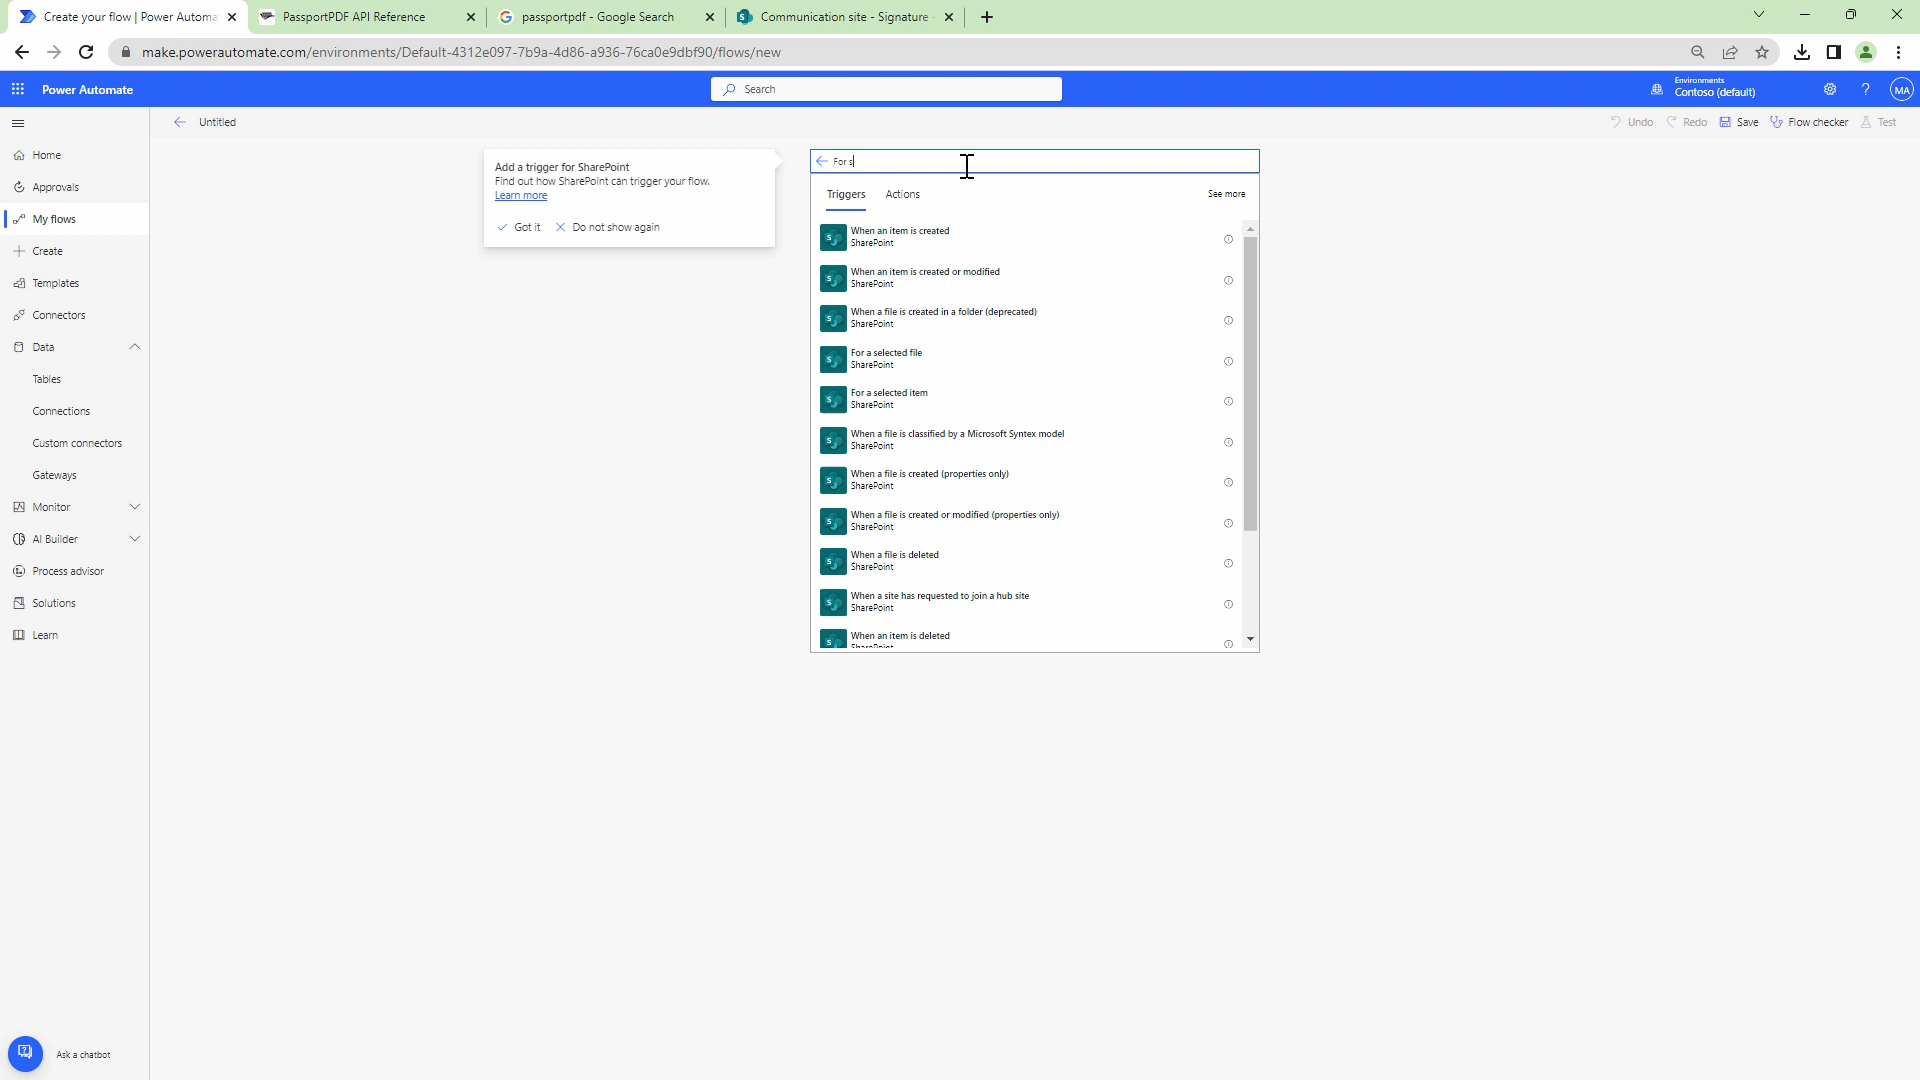 Create your flow | Power Automa
PassportPDF API Reference
passportpdf - Google Search
Communication site - Signature
make.powerautomate.com/environments/Default-4312e097-7b9a-4d86-a936-76ca0e9dbf90/flows/new
Power Automate
Search
Environments
Contoso (default)
MA
Untitled
Undo
Redo
Save
Flow checker
Test
Home
Approvals
My flows
Create
Templates
Connectors
Data
Tables
Connections
Custom connectors
Gateways
Monitor
AI Builder
Process advisor
Solutions
Learn
Ask a chatbot
Add a trigger for SharePoint
Find out how SharePoint can trigger your flow.
Learn more
Got it
Do not show again
For s
Triggers
Actions
See more
When an item is created
SharePoint
When an item is created or modified
SharePoint
When a file is created in a folder (deprecated)
SharePoint
For a selected file
SharePoint
For a selected item
SharePoint
When a file is classified by a Microsoft Syntex model
SharePoint
When a file is created (properties only)
SharePoint
When a file is created or modified (properties only)
SharePoint
When a file is deleted
SharePoint
When a site has requested to join a hub site
SharePoint
When an item is deleted
SharePoint